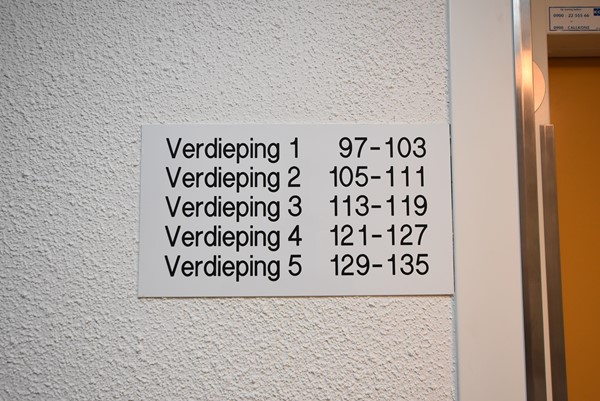 Verdieping 1 97-103
Verdieping 2 105-111
Verdieping 3 113-119
Verdieping 4 121-127
Verdieping 5 129-135